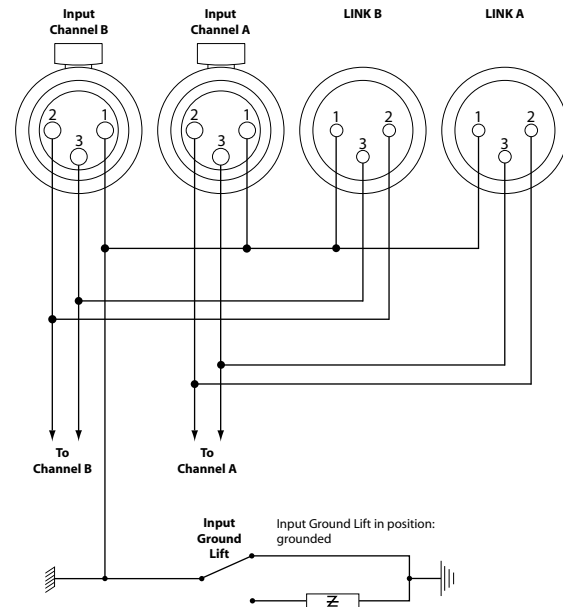 Input
Channel B
Input
Channel A
LINK B
LINK A
2
1
3
2
1
3
1
2
3
1
2
3
To
Channel B
To
Channel A
Input
Ground
Lift
Input Ground Lift in position:
grounded
Z